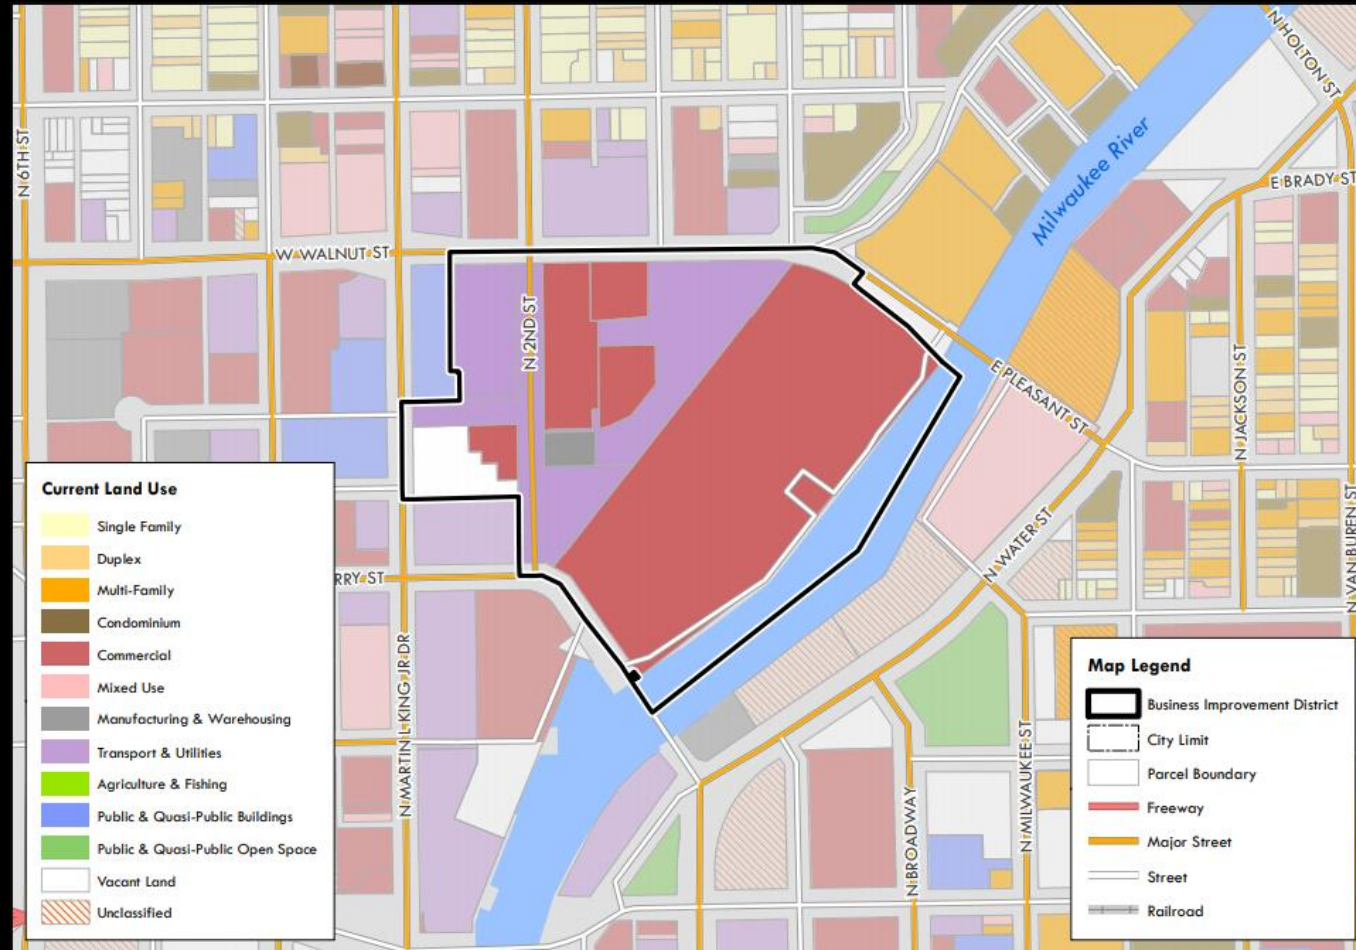 N HOLTON ST
N 6TH ST
Milwaukee River
E BRADY ST
W WALNUT ST
N 2ND ST
E PLEASANT ST
N JACKSON ST
N VAN BUREN ST
N WATER ST
RRY ST
N MARTIN L KING JR DR
N MILWAUKEE ST
N BROADWAY
Current Land Use
Single Family
Duplex
Multi-Family
Condominium
Commercial
Mixed Use
Manufacturing & Warehousing
Transport & Utilities
Agriculture & Fishing
Public & Quasi-Public Buildings
Public & Quasi-Public Open Space
Vacant Land
Unclassified
Map Legend
Business Improvement District
City Limit
Parcel Boundary
Freeway
Major Street
Street
Railroad